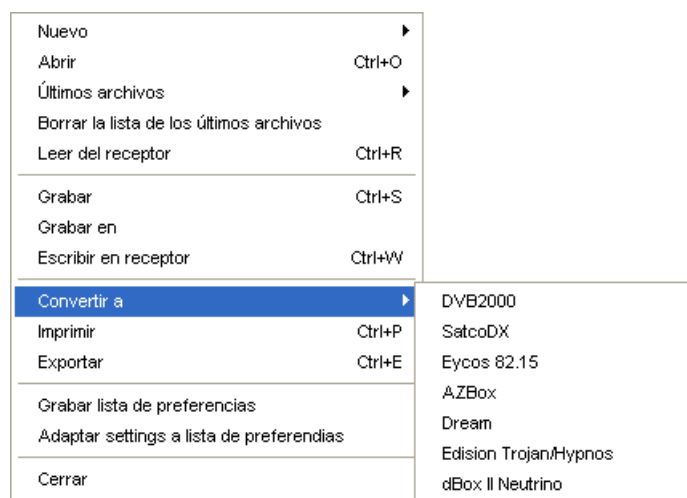 Nuevo
Abrir Ctrl+O
Últimos archivos
Borrar la lista de los últimos archivos
Leer del receptor Ctrl+R
Grabar Ctrl+S
Grabar en
Escribir en receptor Ctrl+W
Convertir a
Imprimir Ctrl+P
Exportar Ctrl+E
Grabar lista de preferencias
Adaptar settings a lista de preferendias
Cerrar
DVB2000
SatcoDX
Eycos 82.15
AZBox
Dream
Edision Trojan/Hypnos
dBox II Neutrino